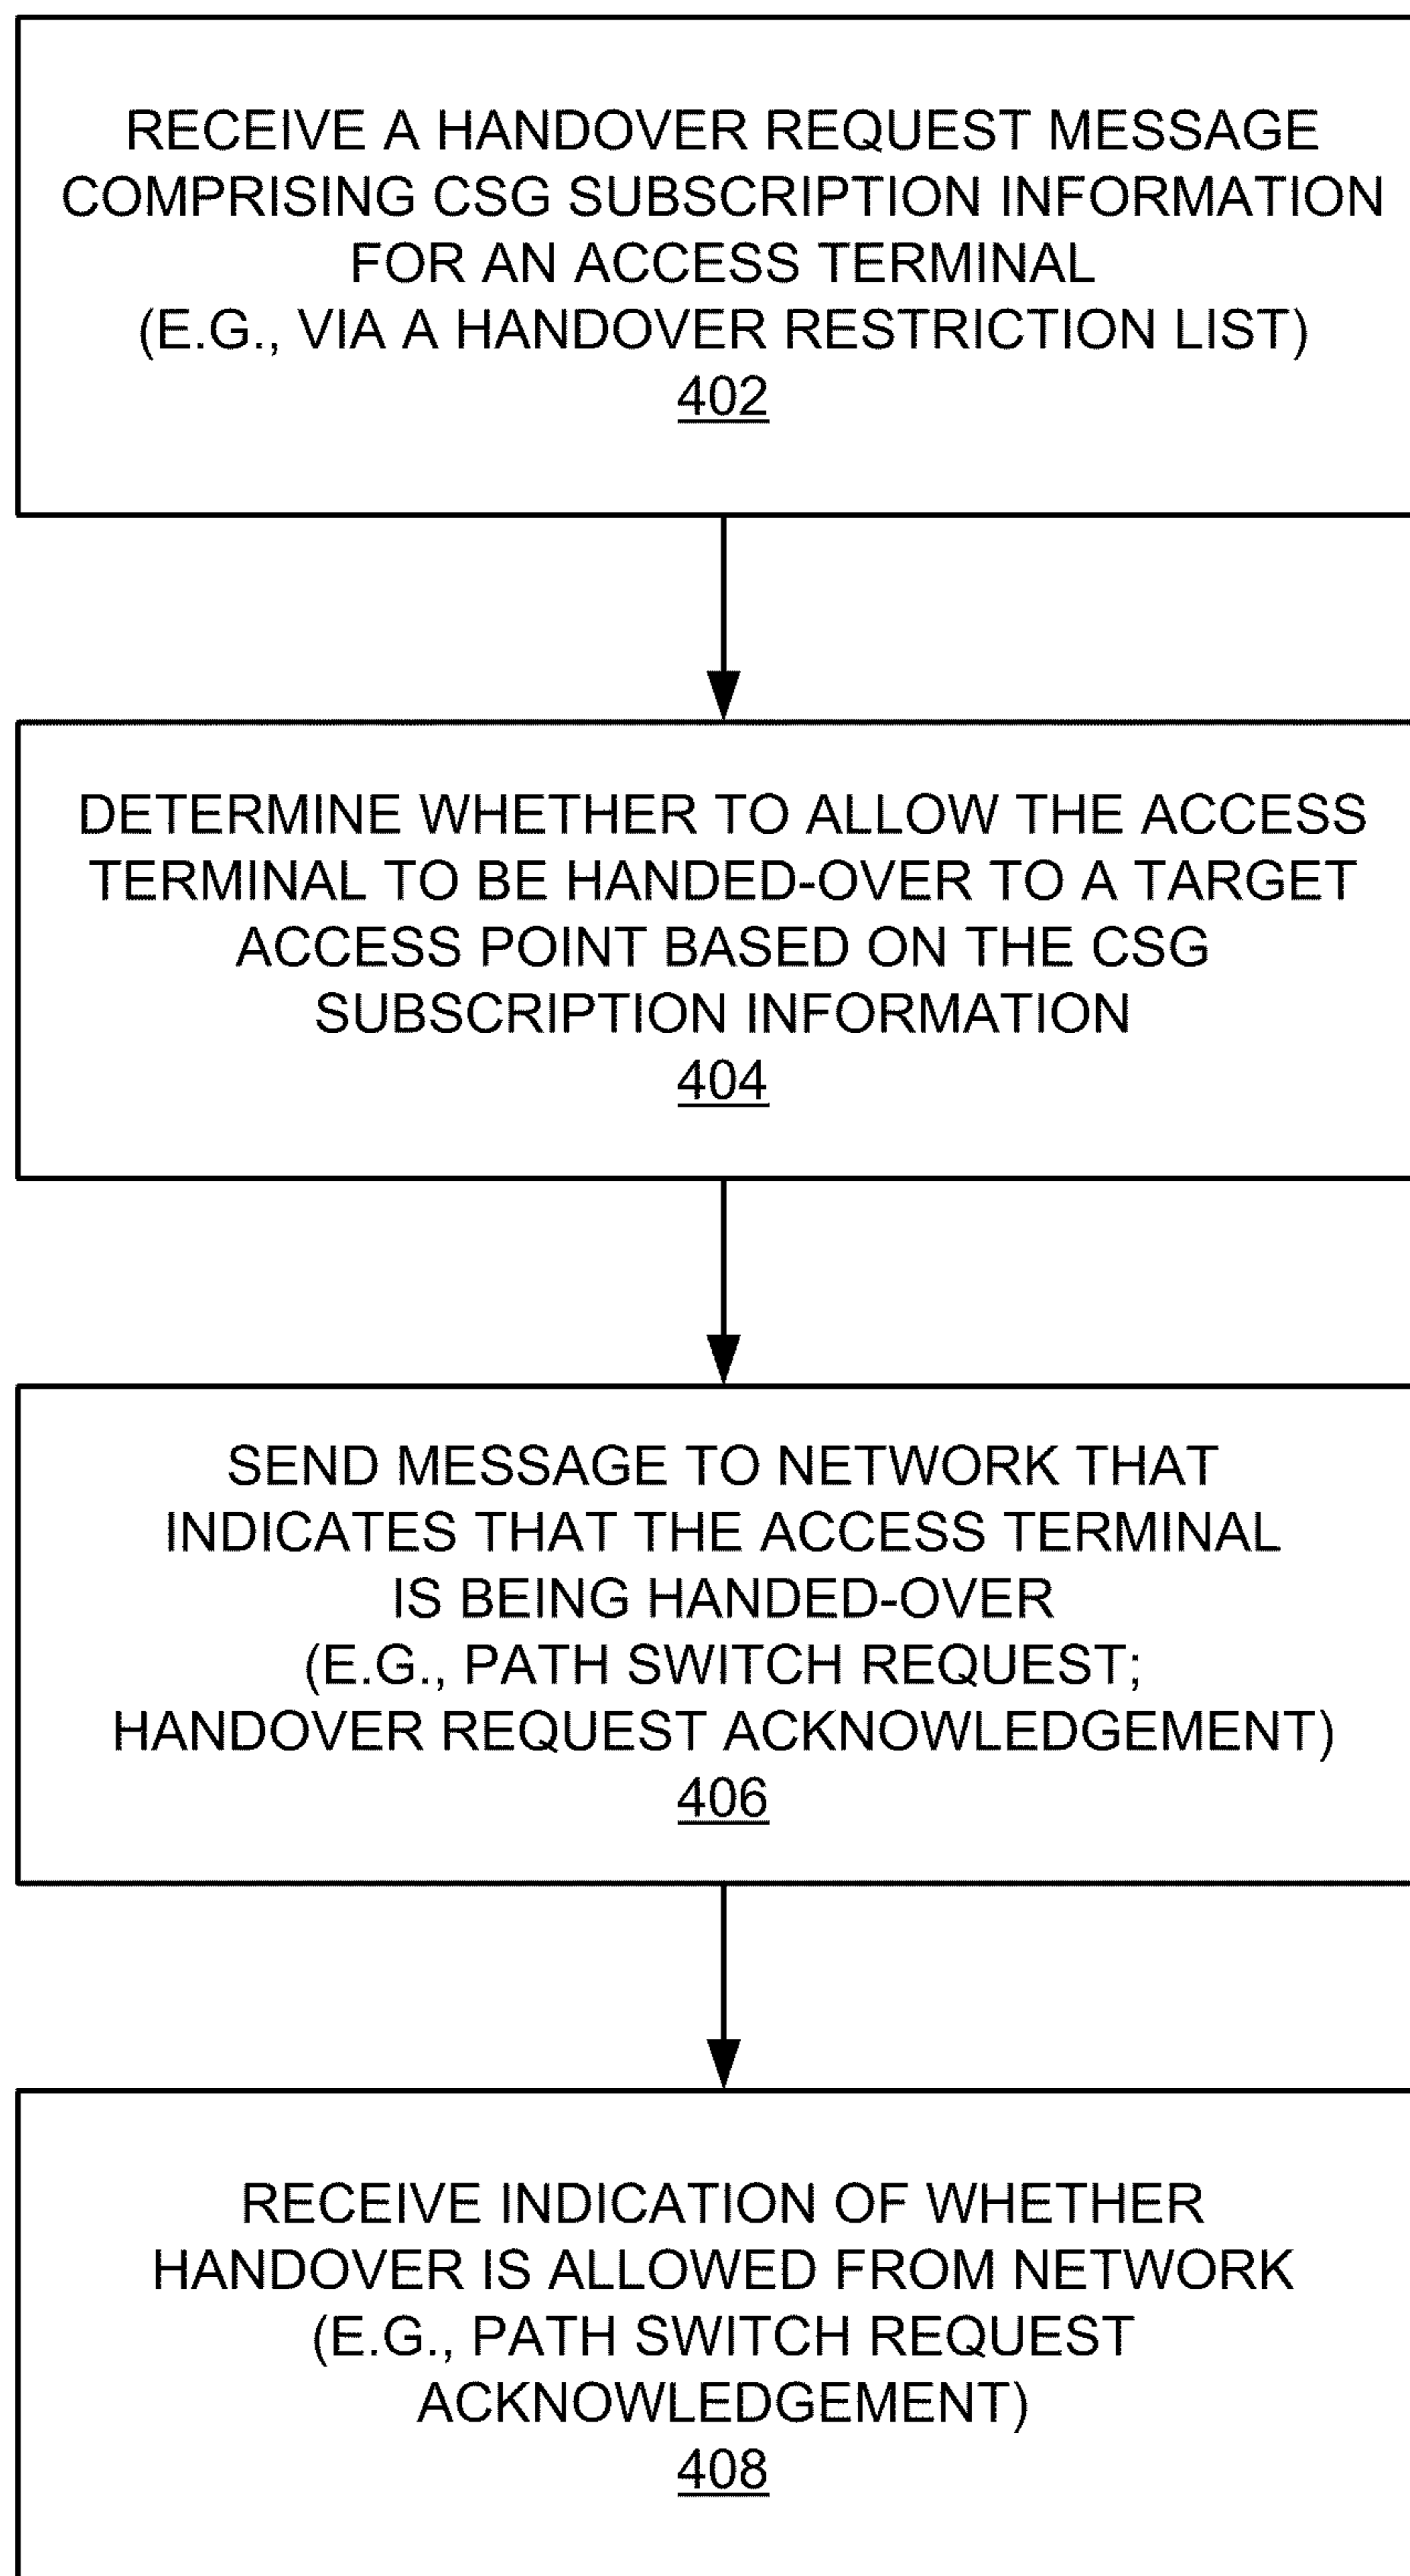 RECEIVE A HANDOVER REQUEST MESSAGE
COMPRISING CSG SUBSCRIPTION INFORMATION
FOR AN ACCESS TERMINAL
(E.G., VIA A HANDOVER RESTRICTION LIST)
402
DETERMINE WHETHER TO ALLOW THE ACCESS
TERMINAL TO BE HANDED-OVER TO A TARGET
ACCESS POINT BASED ON THE CSG
SUBSCRIPTION INFORMATION
404
SEND MESSAGE TO NETWORK THAT
INDICATES THAT THE ACCESS TERMINAL
IS BEING HANDED-OVER
(E.G., PATH SWITCH REQUEST;
HANDOVER REQUEST ACKNOWLEDGEMENT)
406
RECEIVE INDICATION OF WHETHER
HANDOVER IS ALLOWED FROM NETWORK
(E.G., PATH SWITCH REQUEST
ACKNOWLEDGEMENT)
408